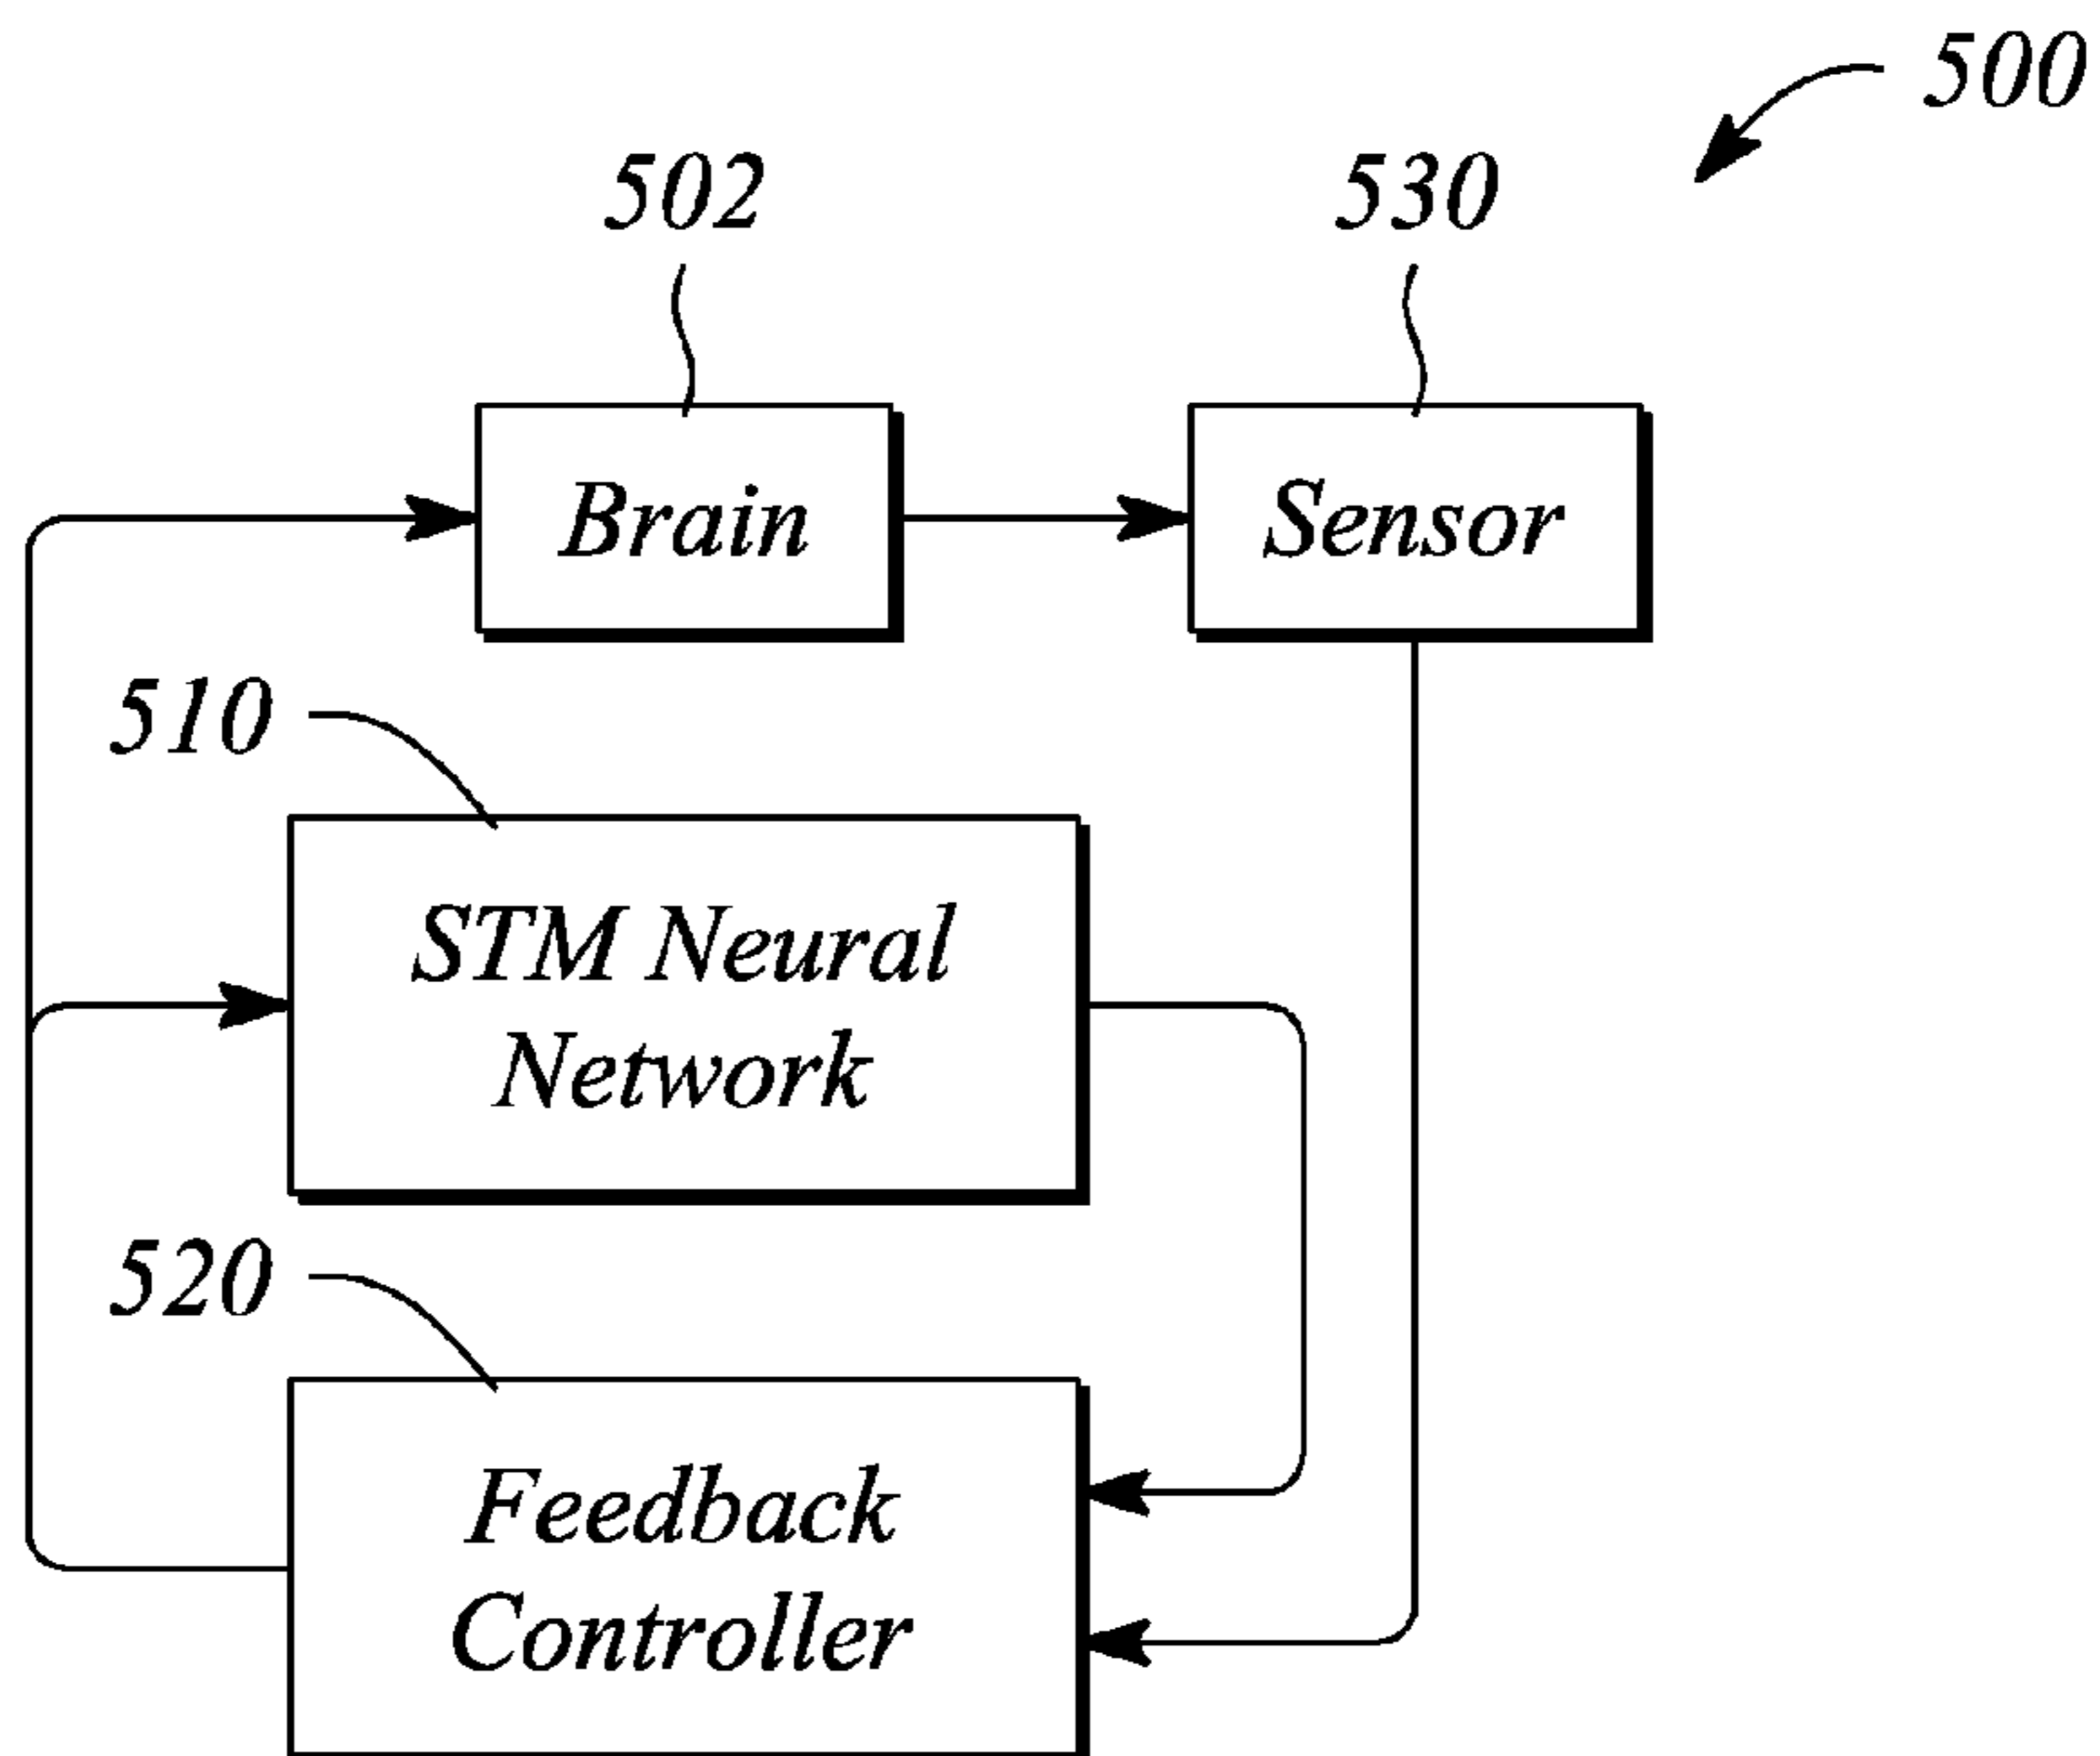 500
502
530
Brain
Sensor
510
STM Neural
Network
520
Feedback
Controller